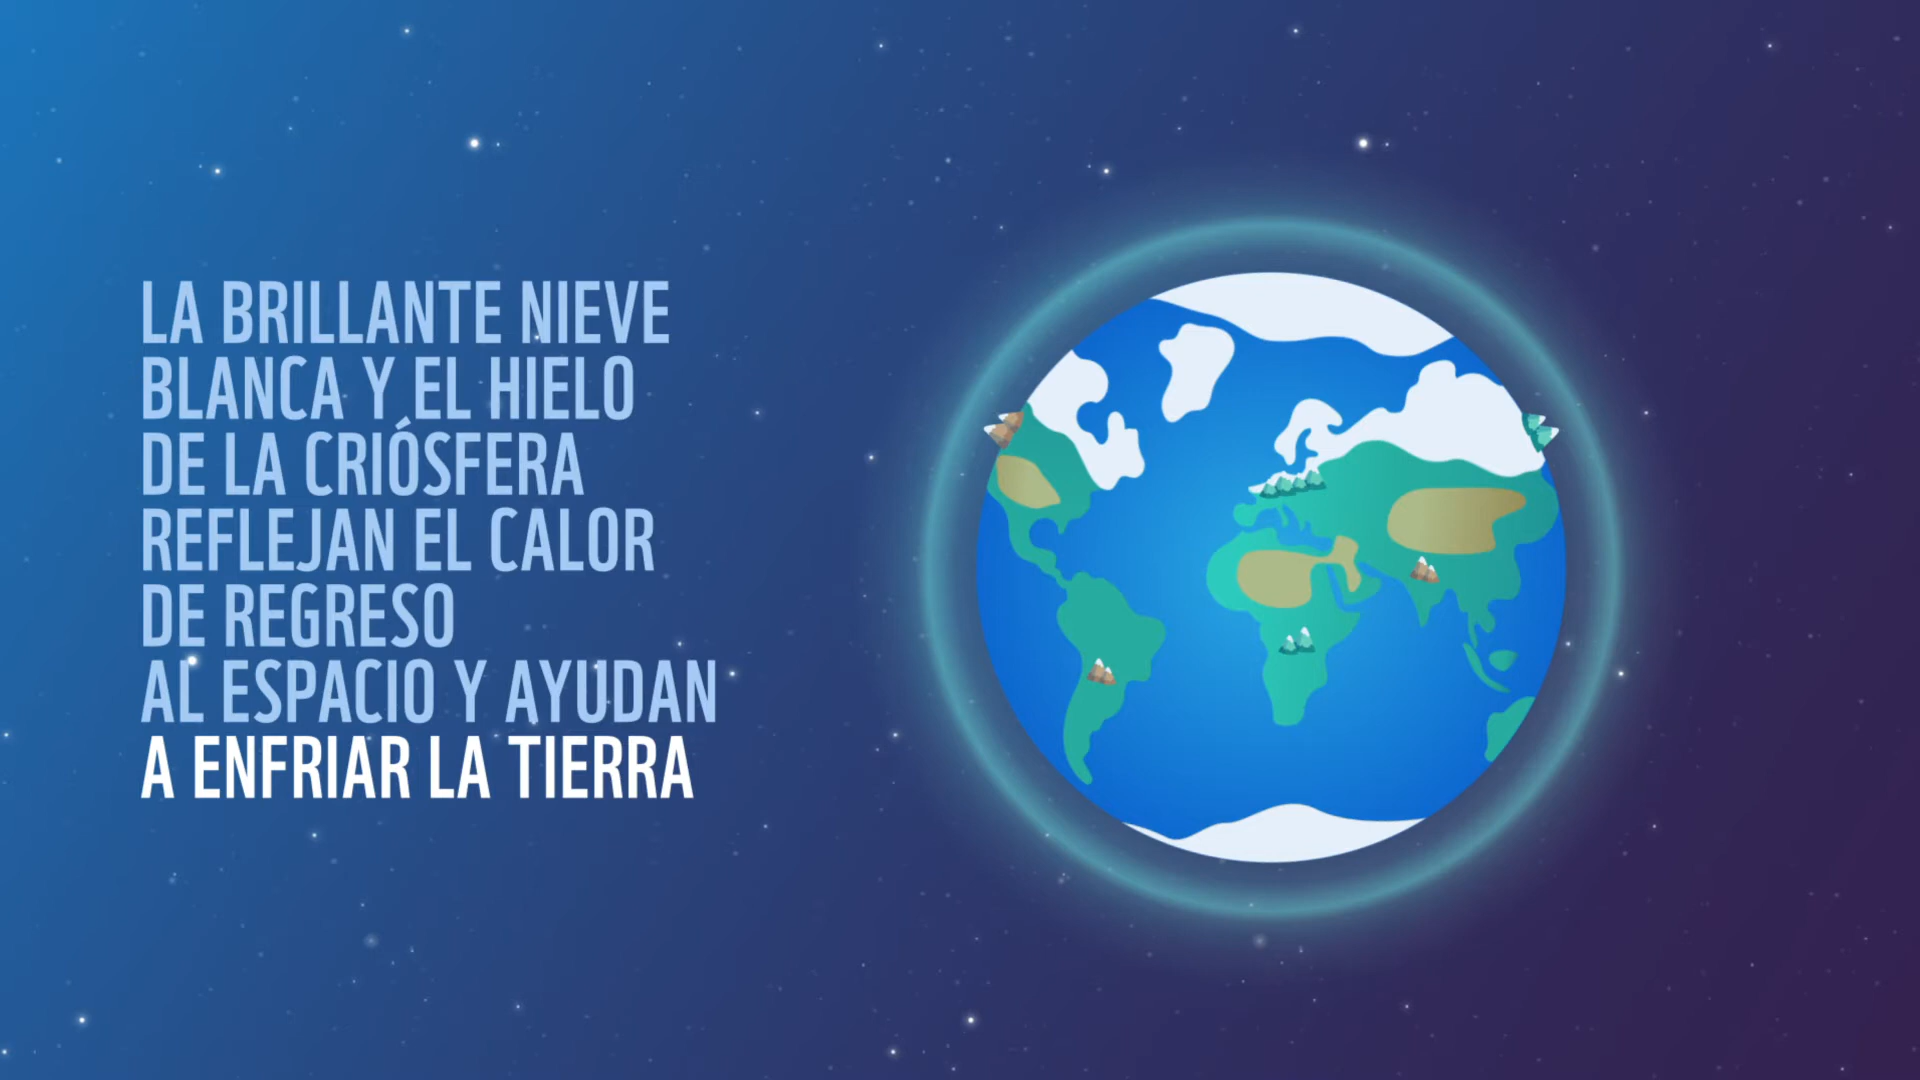 LA BRILLANTE NIEVE
BLANCA Y EL HIELO
DE LA CRIÓSFERA
REFLEJAN EL CALOR
DE REGRESO
AL ESPACIO Y AYUDAN
A ENFRIAR LA TIERRA